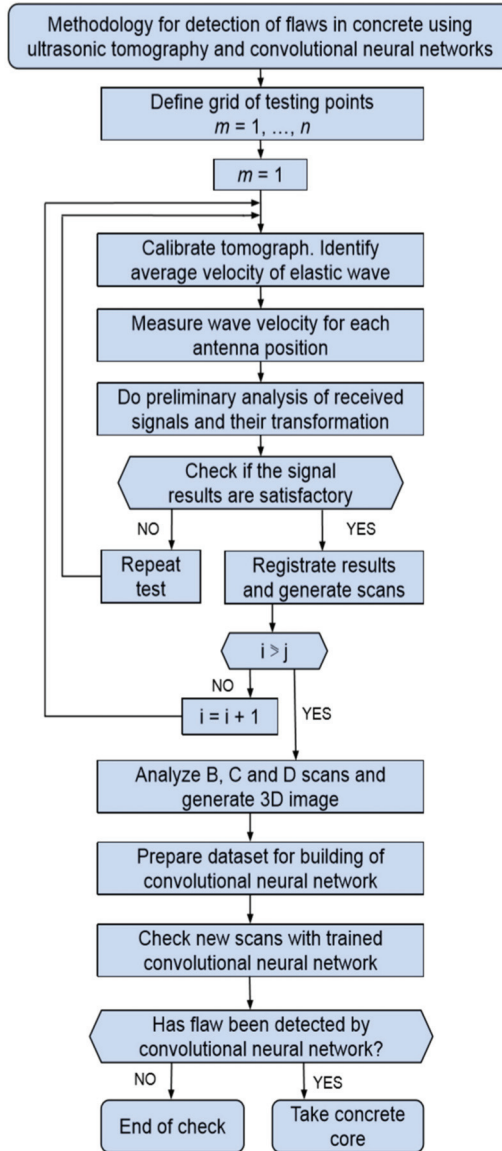 Methodology for detection of flaws in concrete using
ultrasonic tomography and convolutional neural networks
Define grid of testing points
m = 1, ..., n
m = 1
Calibrate tomograph. Identify
average velocity of elastic wave
Measure wave velocity for each
antenna position
Do preliminary analysis of received
signals and their transformation
Check if the signal
results are satisfactory
NO
YES
Repeat
test
Registrate results
and generate scans
i ⩾ j
NO
YES
i = i + 1
Analyze B, C and D scans and
generate 3D image
Prepare dataset for building of
convolutional neural network
Check new scans with trained
convolutional neural network
Has flaw been detected by
convolutional neural network?
NO
YES
End of check
Take concrete
core